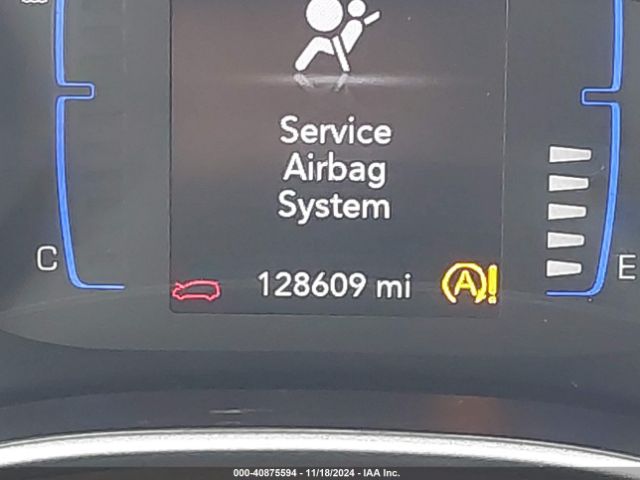 Service
Airbag
System
C
128609 mi
A!
E
000-40875594 - 11/18/2024 - IAA Inc.